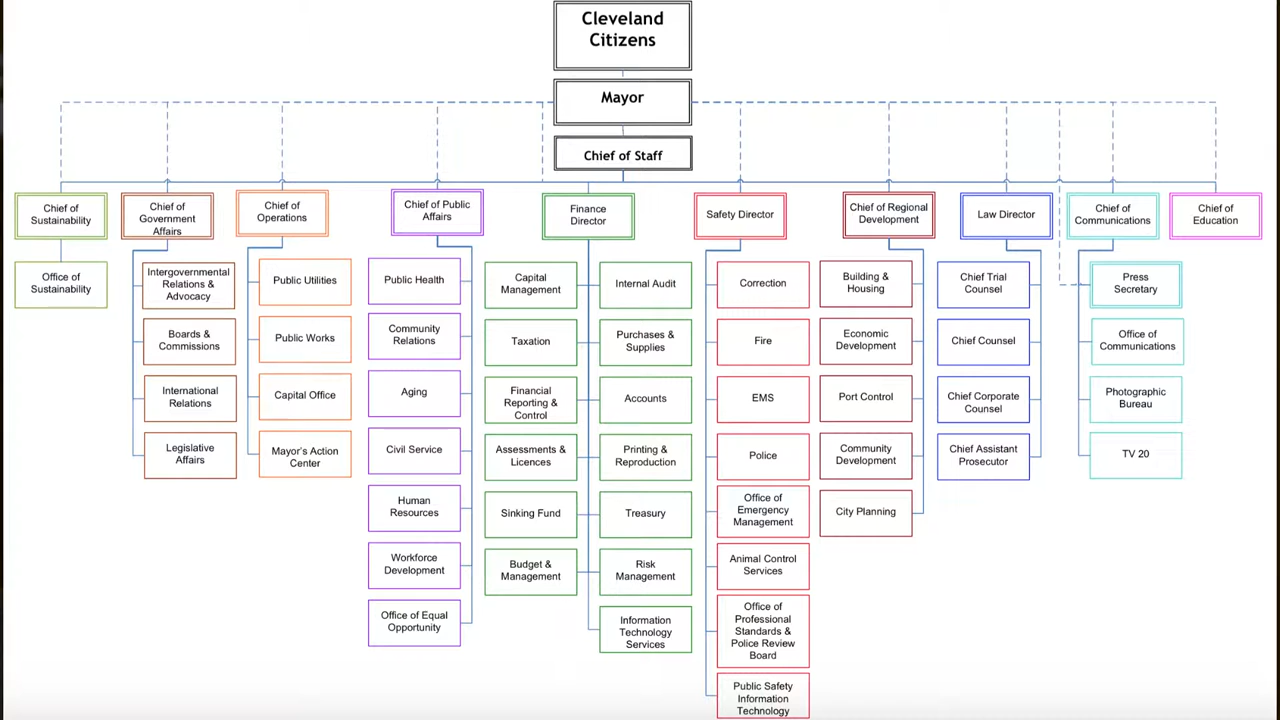 Cleveland
Citizens
Mayor
Chief of Staff
Chief of
Sustainability
Chief of
Government
Affairs
Chief of
Operations
Chief of Public
Affairs
Finance
Director
Safety Director
Chief of Regional
Development
Law Director
Chief of
Communications
Chief of
Education
Office of
Sustainability
Intergovernmental
Relations &
Advocacy
Boards &
Commissions
International
Relations
Legislative
Affairs
Public Utilities
Public Works
Capital Office
Mayor's Action
Center
Public Health
Community
Relations
Aging
Civil Service
Human
Resources
Workforce
Development
Office of Equal
Opportunity
Capital
Management
Taxation
Financial
Reporting &
Control
Assessments &
Licences
Sinking Fund
Budget &
Management
Internal Audit
Purchases &
Supplies
Accounts
Printing &
Reproduction
Treasury
Risk
Management
Information
Technology
Services
Correction
Fire
EMS
Police
Office of
Emergency
Management
Animal Control
Services
Office of
Professional
Standards &
Police Review
Board
Public Safety
Information
Technology
Building &
Housing
Economic
Development
Port Control
Community
Development
City Planning
Chief Trial
Counsel
Chief Counsel
Chief Corporate
Counsel
Chief Assistant
Prosecutor
Press
Secretary
Office of
Communications
Photographic
Bureau
TV 20